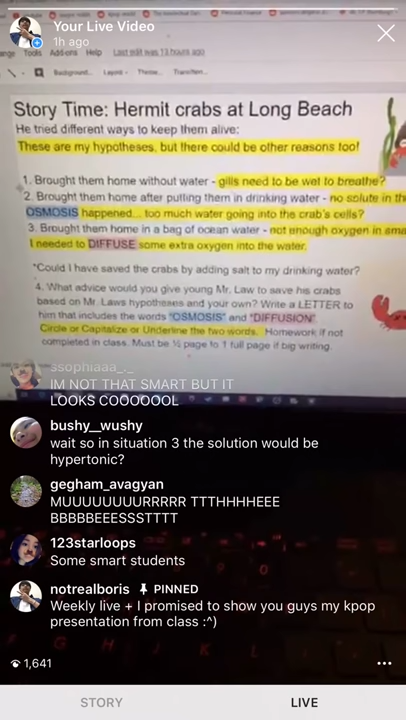 Your Live Video
1h ago
Tools Add-ons Help Last edit was 13 hours ago
Background... Layout Theme... Transition...
Story Time: Hermit crabs at Long Beach
He tried different ways to keep them alive:
These are my hypotheses, but there could be other reasons too!
1. Brought them home without water - gills need to be wet to breathe?
2. Brought them home after putting them in drinking water - no solute in th
OSMOSIS happened... too much water going into the crab's cells?
3. Brought them home in a bag of ocean water - not enough oxygen in sma
I needed to DIFFUSE some extra oxygen into the water.
*Could I have saved the crabs by adding salt to my drinking water?
4. What advice would you give young Mr. Law to save his crabs
based on Mr. Laws hypotheses and your own? Write a LETTER to
him that includes the words "OSMOSIS" and "DIFFUSION"
Circle or Capitalize or Underline the two words. Homework if not
completed in class. Must be ½ page to 1 full page if big writing.
ssophiaaa_._
IM NOT THAT SMART BUT IT
LOOKS COOOOOOL
bushy__wushy
wait so in situation 3 the solution would be
hypertonic?
gegham_avagyan
MUUUUUUUURRRRR TTTHHHHEEE
BBBBBEEESSSTTTT
123starloops
Some smart students
notrealboris PINNED
Weekly live + I promised to show you guys my kpop
presentation from class :^)
1,641
STORY LIVE